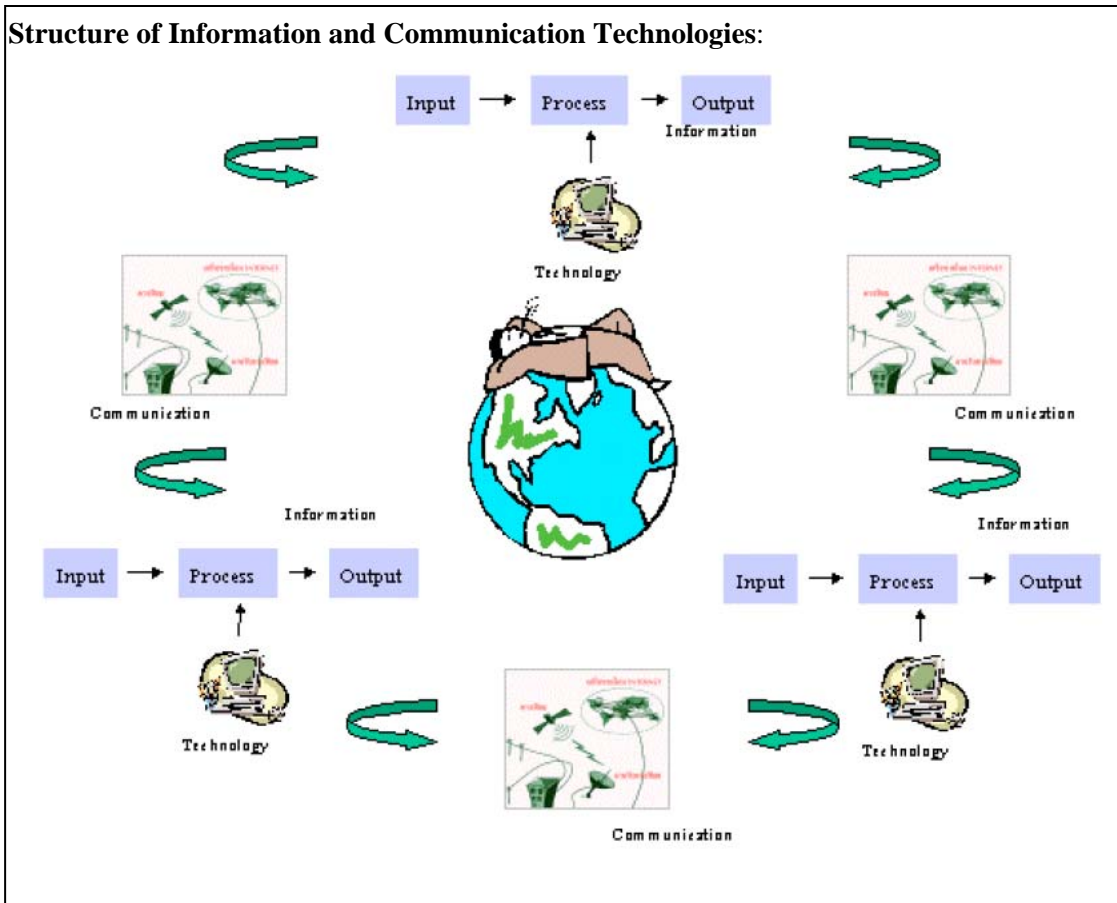 Structure of Information and Communication Technologies:
Input Process Output
Information
Technology
Communication
Communication
Information
Information
Input Process Output
Input Process Output
Technology
Technology
Communication